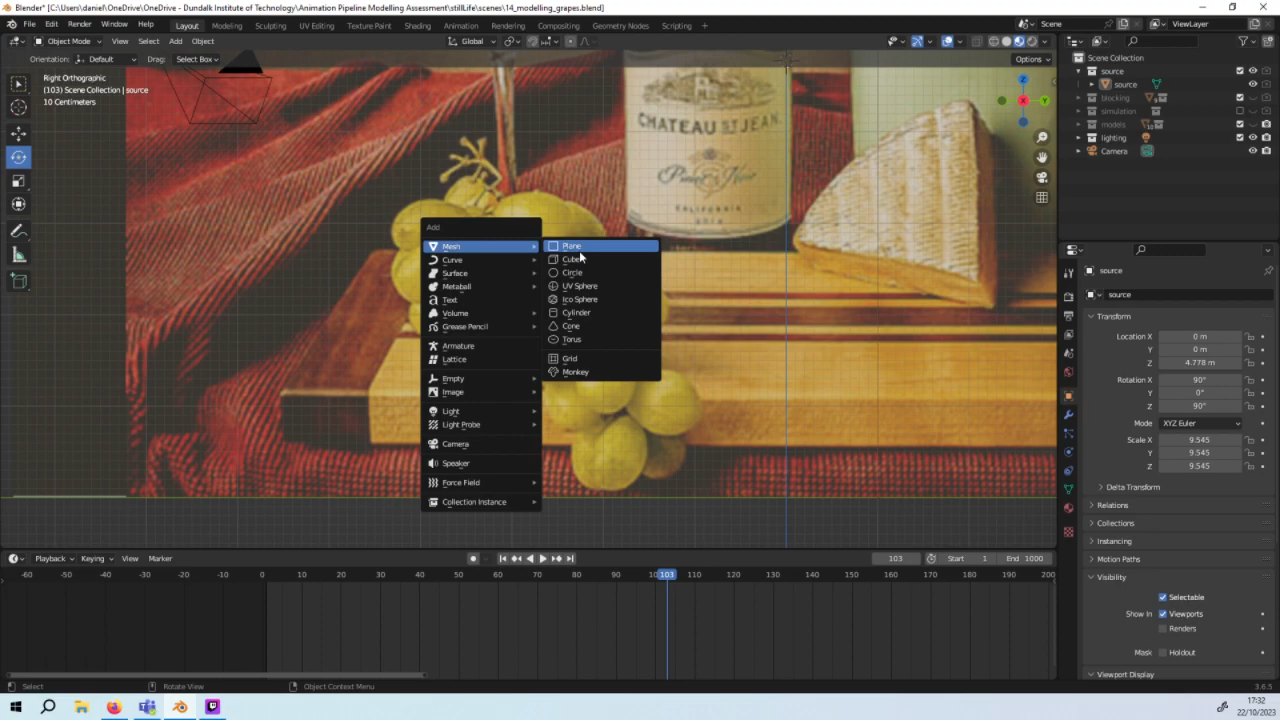 Blender* [C:\Users\daniel\OneDrive\OneDrive - Dundalk Institute of Technology\Animation Pipeline Modelling Assessment\stillLife\scenes\14_modelling_grapes.blend]
File Edit Render Window Help Layout Modeling Sculpting UV Editing Texture Paint Shading Animation Rendering Compositing Geometry Nodes Scripting + Scene ViewLayer
Object Mode View Select Add Object Global
Orientation: Default Drag: Select Box Options
Right Orthographic
(103) Scene Collection | source
10 Centimeters
Z
X
Y
CHATEAU ST JEAN
Pinot Noir
CALIFORNIA
Add
Mesh
Curve
Surface
Metaball
Text
Volume
Grease Pencil
Armature
Lattice
Empty
Image
Light
Light Probe
Camera
Speaker
Force Field
Collection Instance
Plane
Cube
Circle
UV Sphere
Ico Sphere
Cylinder
Cone
Torus
Grid
Monkey
Scene Collection
source
source
blocking
simulation
models
lighting
Camera
source
source
Transform
Location X 0 m
Y 0 m
Z 4.778 m
Rotation X 90°
Y 0°
Z 90°
Mode XYZ Euler
Scale X 9.545
Y 9.545
Z 9.545
Delta Transform
Relations
Collections
Instancing
Motion Paths
Visibility
Selectable
Show In Viewports
Renders
Mask Holdout
Viewport Display
Playback Keying View Marker 103 Start 1 End 1000
-60 -50 -40 -30 -20 -10 0 10 20 30 40 50 60 70 80 90 103 110 120 130 140 150 160 170 180 190 200
Select Rotate View Object Context Menu 3.6.5
17:32
22/10/2023